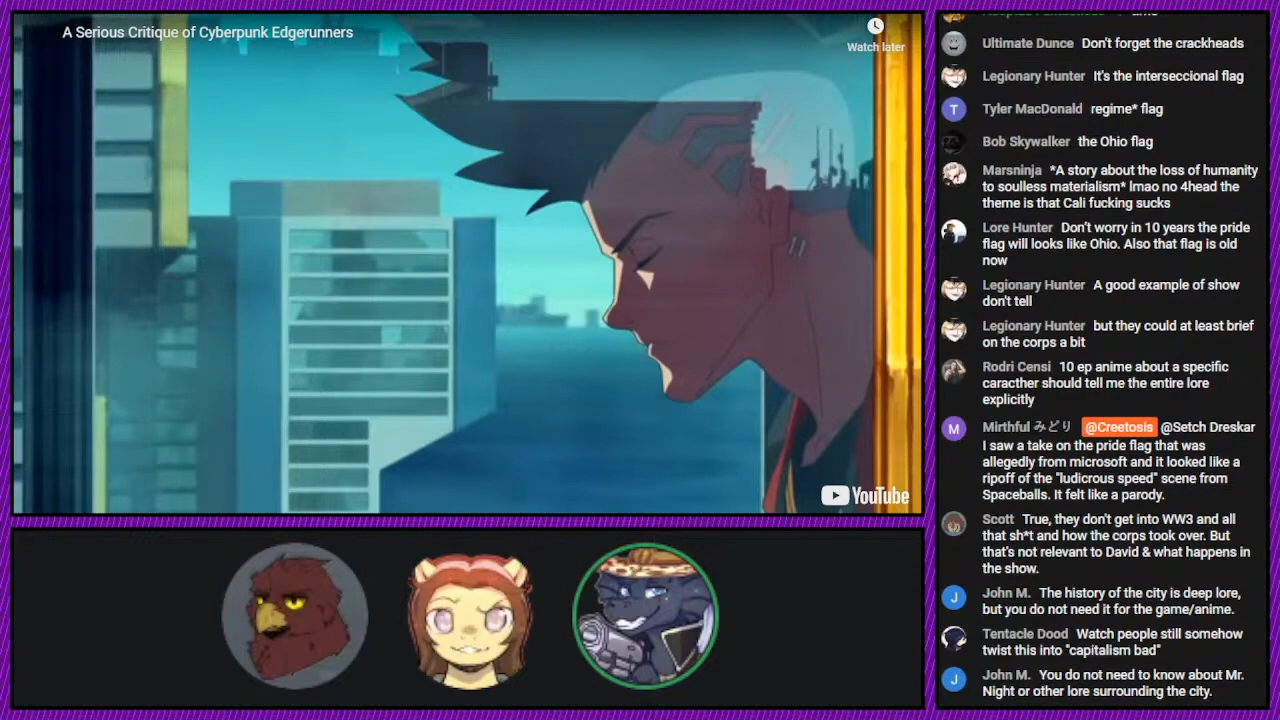 A Serious Critique of Cyberpunk Edgerunners
Watch later
YouTube
Ultimate Dunce Don't forget the crackheads
Legionary Hunter It's the interseccional flag
T
Tyler MacDonald regime* flag
Bob Skywalker the Ohio flag
Marsninja *A story about the loss of humanity
to soulless materialism* lmao no 4head the
theme is that Cali fucking sucks
Lore Hunter Don't worry in 10 years the pride
flag will looks like Ohio. Also that flag is old
now
Legionary Hunter A good example of show
don't tell
Legionary Hunter but they could at least brief
on the corps a bit
Rodri Censi 10 ep anime about a specific
caracther should tell me the entire lore
explicitly
M
Mirthful みどり @Creetosis @Setch Dreskar
I saw a take on the pride flag that was
allegedly from microsoft and it looked like a
ripoff of the "ludicrous speed" scene from
Spaceballs. It felt like a parody.
Scott True, they don't get into WW3 and all
that sh*t and how the corps took over. But
that's not relevant to David & what happens in
the show.
J
John M. The history of the city is deep lore,
but you do not need it for the game/anime.
Tentacle Dood Watch people still somehow
twist this into "capitalism bad"
J
John M. You do not need to know about Mr.
Night or other lore surrounding the city.